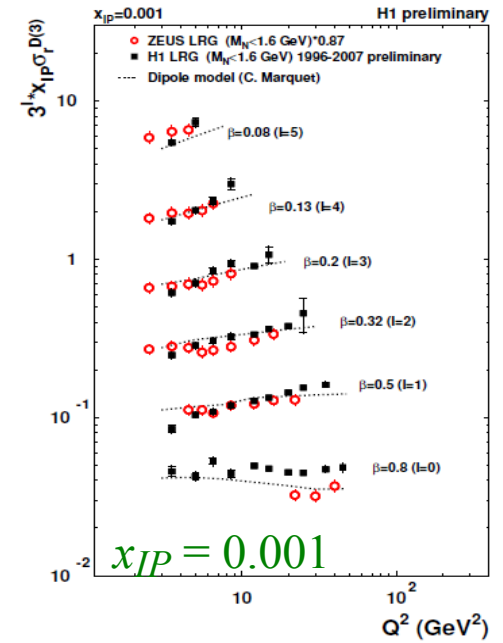 x_IP=0.001 H1 preliminary
ZEUS LRG (M_N<1.6 GeV)*0.87
H1 LRG (M_N<1.6 GeV) 1996-2007 preliminary
Dipole model (C. Marquet)
3^l*x_IP σ_r^D(3)
10
β=0.08 (l=5)
β=0.13 (l=4)
1
β=0.2 (l=3)
β=0.32 (l=2)
β=0.5 (l=1)
10^-1
β=0.8 (l=0)
x_IP = 0.001
10^-2
10 10^2
Q^2 (GeV^2)